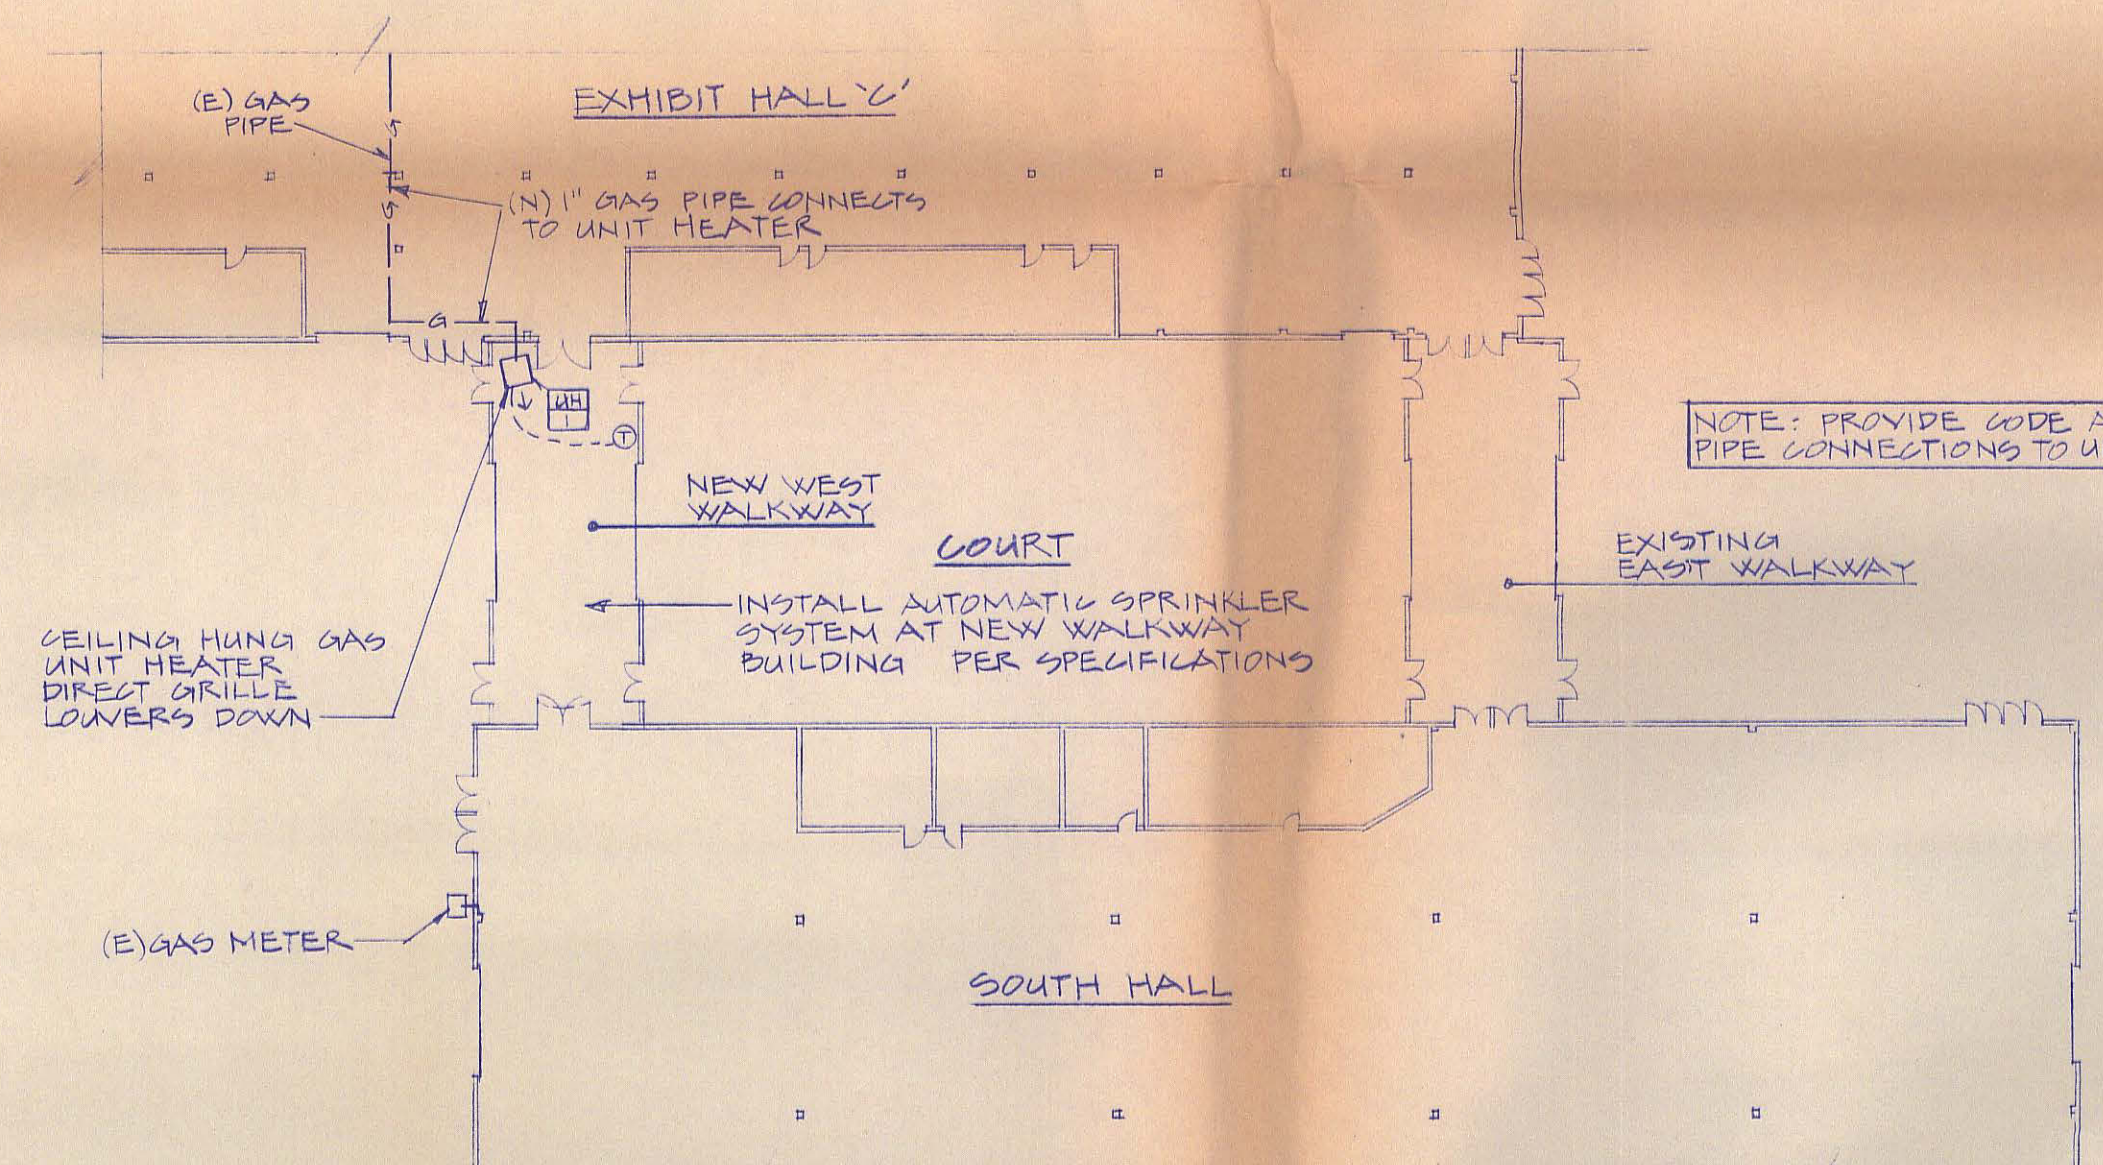 EXHIBIT HALL 'C'
(E) GAS
PIPE
G
G
(N) 1" GAS PIPE CONNECTS
TO UNIT HEATER
G
UH
1
T
NOTE: PROVIDE CODE A
PIPE CONNECTIONS TO U
NEW WEST
WALKWAY
COURT
EXISTING
EAST WALKWAY
INSTALL AUTOMATIC SPRINKLER
SYSTEM AT NEW WALKWAY
BUILDING PER SPECIFICATIONS
CEILING HUNG GAS
UNIT HEATER
DIRECT GRILLE
LOUVERS DOWN
(E) GAS METER
SOUTH HALL